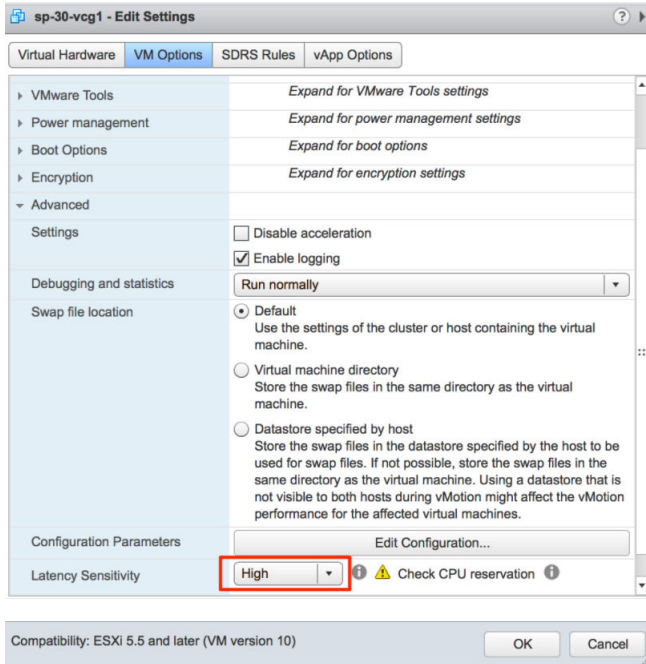 sp-30-vcg1 - Edit Settings ?
Virtual Hardware VM Options SDRS Rules vApp Options
VMware Tools Expand for VMware Tools settings
Power management Expand for power management settings
Boot Options Expand for boot options
Encryption Expand for encryption settings
Advanced
Settings Disable acceleration
Enable logging
Debugging and statistics Run normally
Swap file location Default
Use the settings of the cluster or host containing the virtual
machine.
Virtual machine directory
Store the swap files in the same directory as the virtual
machine.
Datastore specified by host
Store the swap files in the datastore specified by the host to be
used for swap files. If not possible, store the swap files in the
same directory as the virtual machine. Using a datastore that is
not visible to both hosts during vMotion might affect the vMotion
performance for the affected virtual machines.
Configuration Parameters Edit Configuration...
Latency Sensitivity High Check CPU reservation
Compatibility: ESXi 5.5 and later (VM version 10) OK Cancel